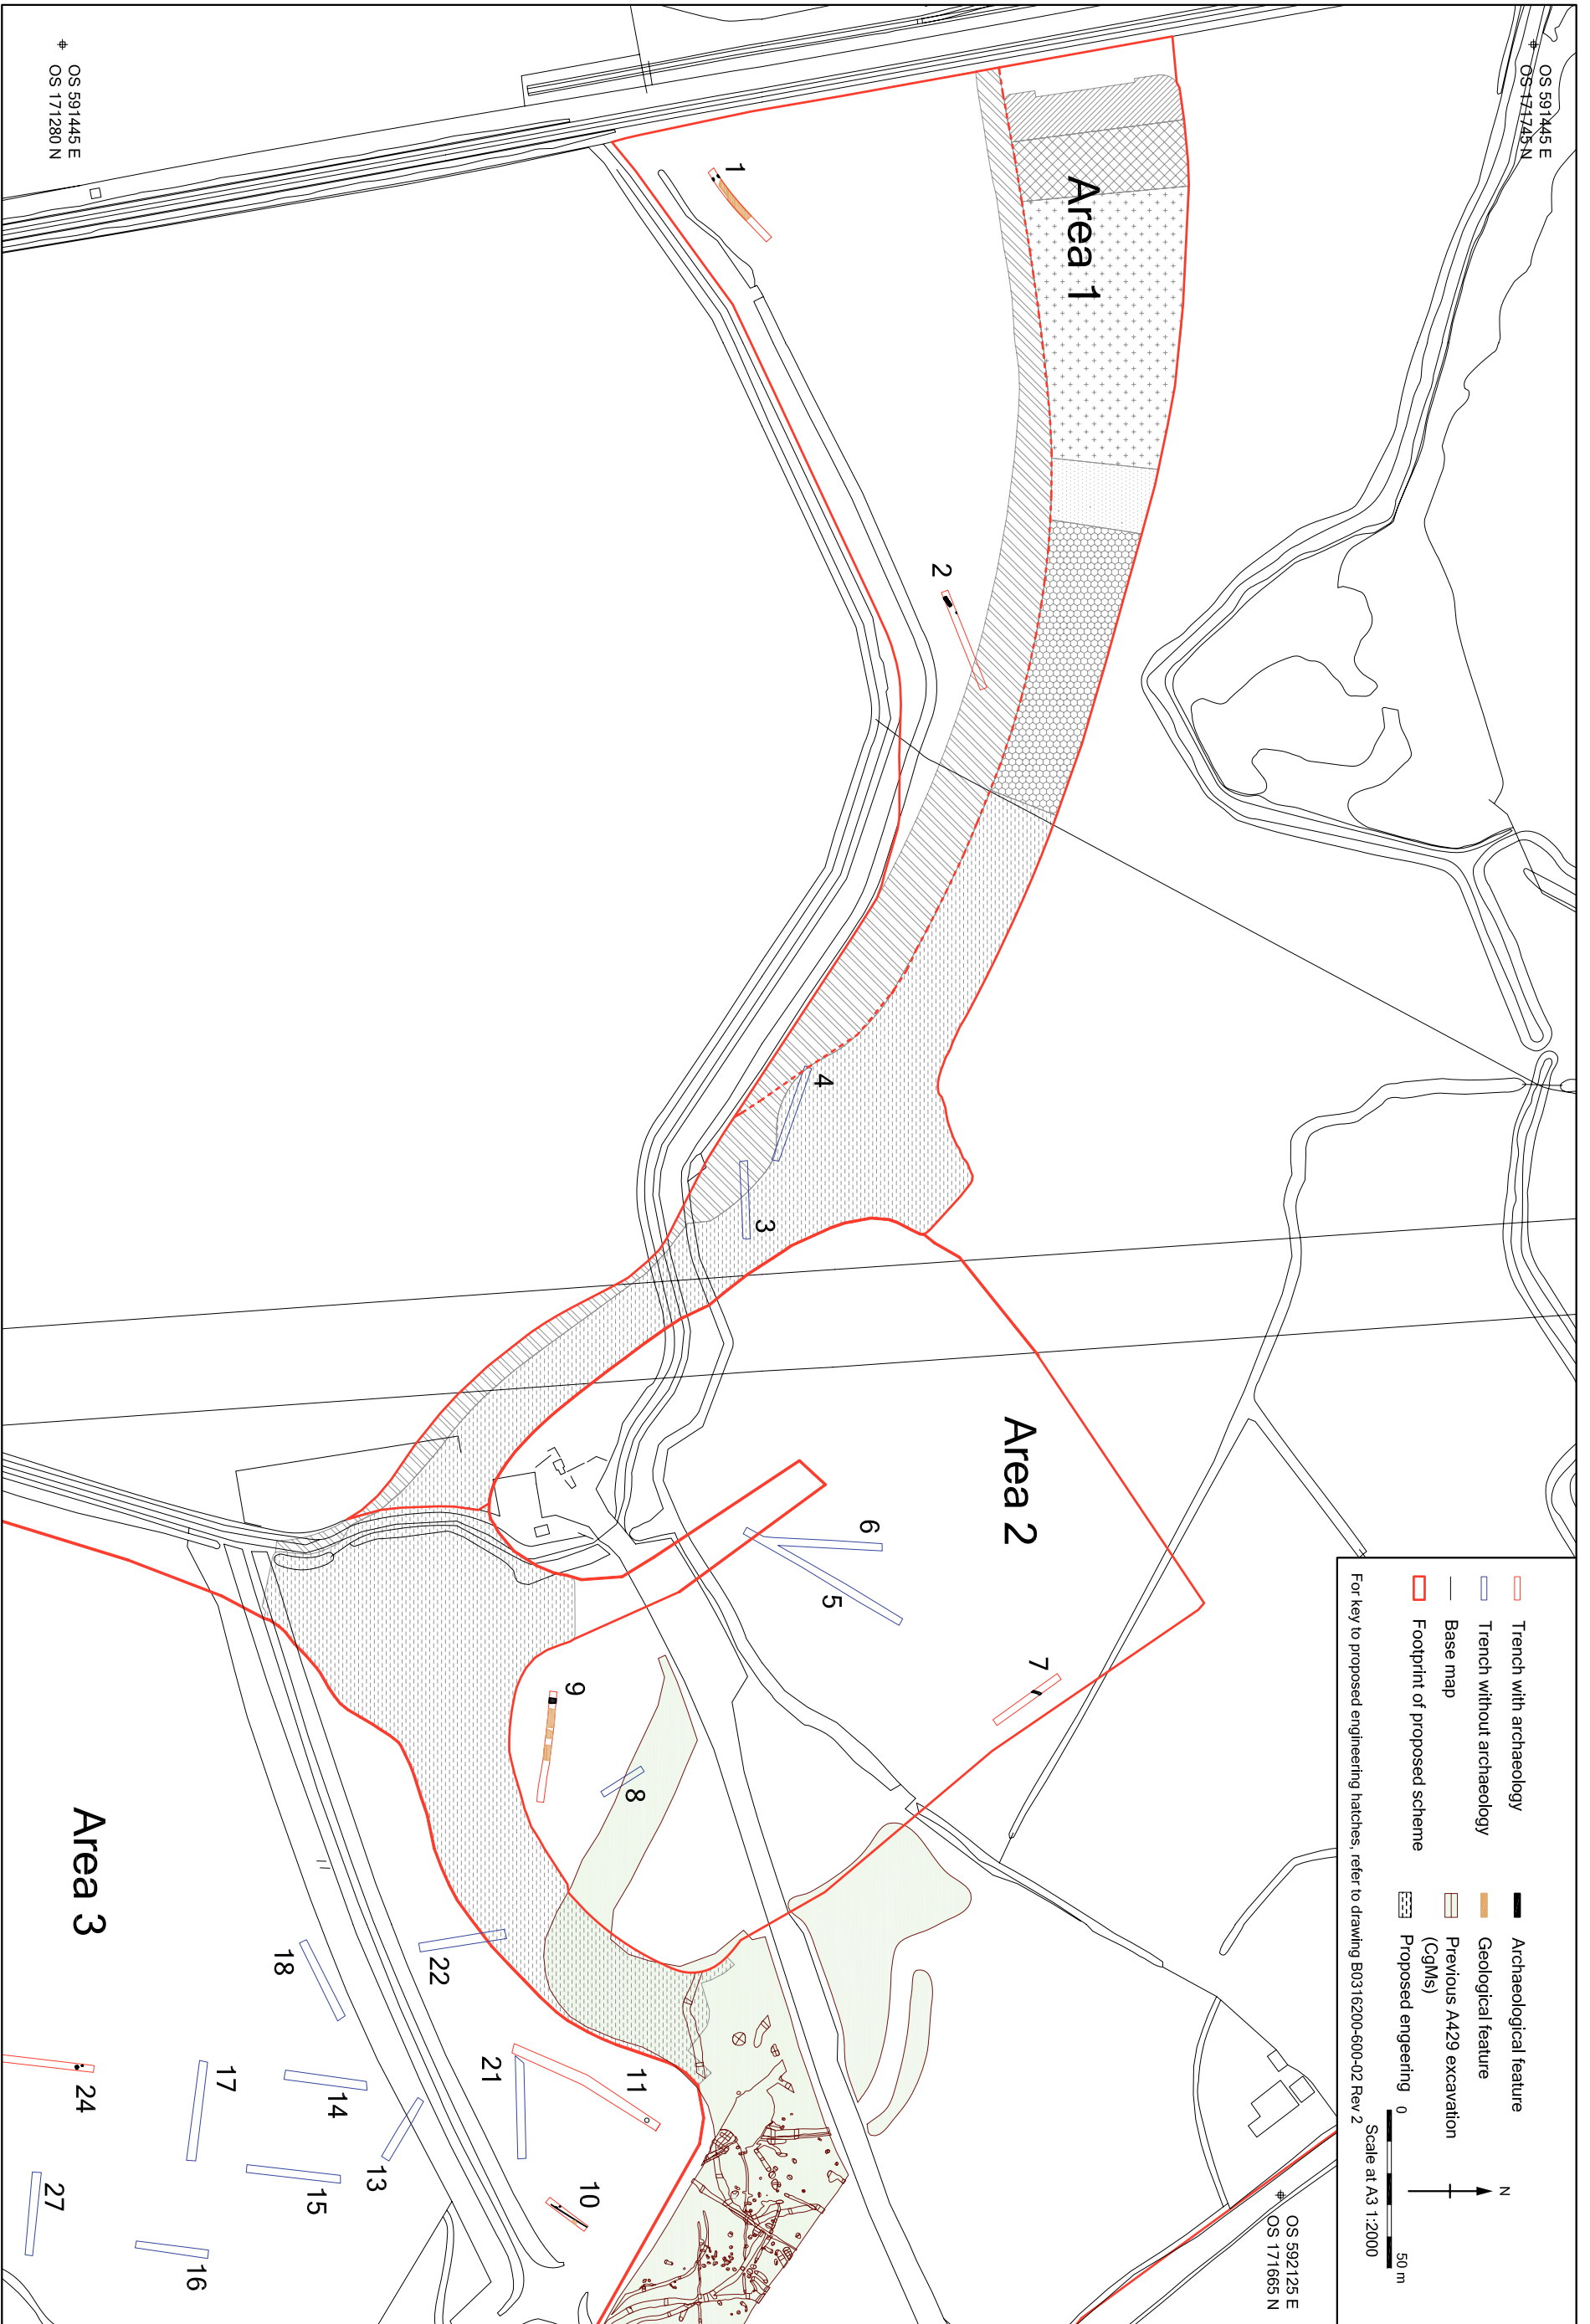 OS 591445 E
OS 171745 N
OS 591445 E
OS 171280 N
OS 592125 E
OS 171665 N
Trench with archaeology
Trench without archaeology
Base map
Footprint of proposed scheme
Archaeological feature
Geological feature
Previous A429 excavation
(CgMs)
Proposed engeering
N
0
50 m
Scale at A3 1:2000
For key to proposed engineering hatches, refer to drawing B0316200-600-02 Rev 2
Area 1
Area 2
Area 3
1
2
3
4
5
6
7
8
9
10
11
13
14
15
16
17
18
21
22
24
27